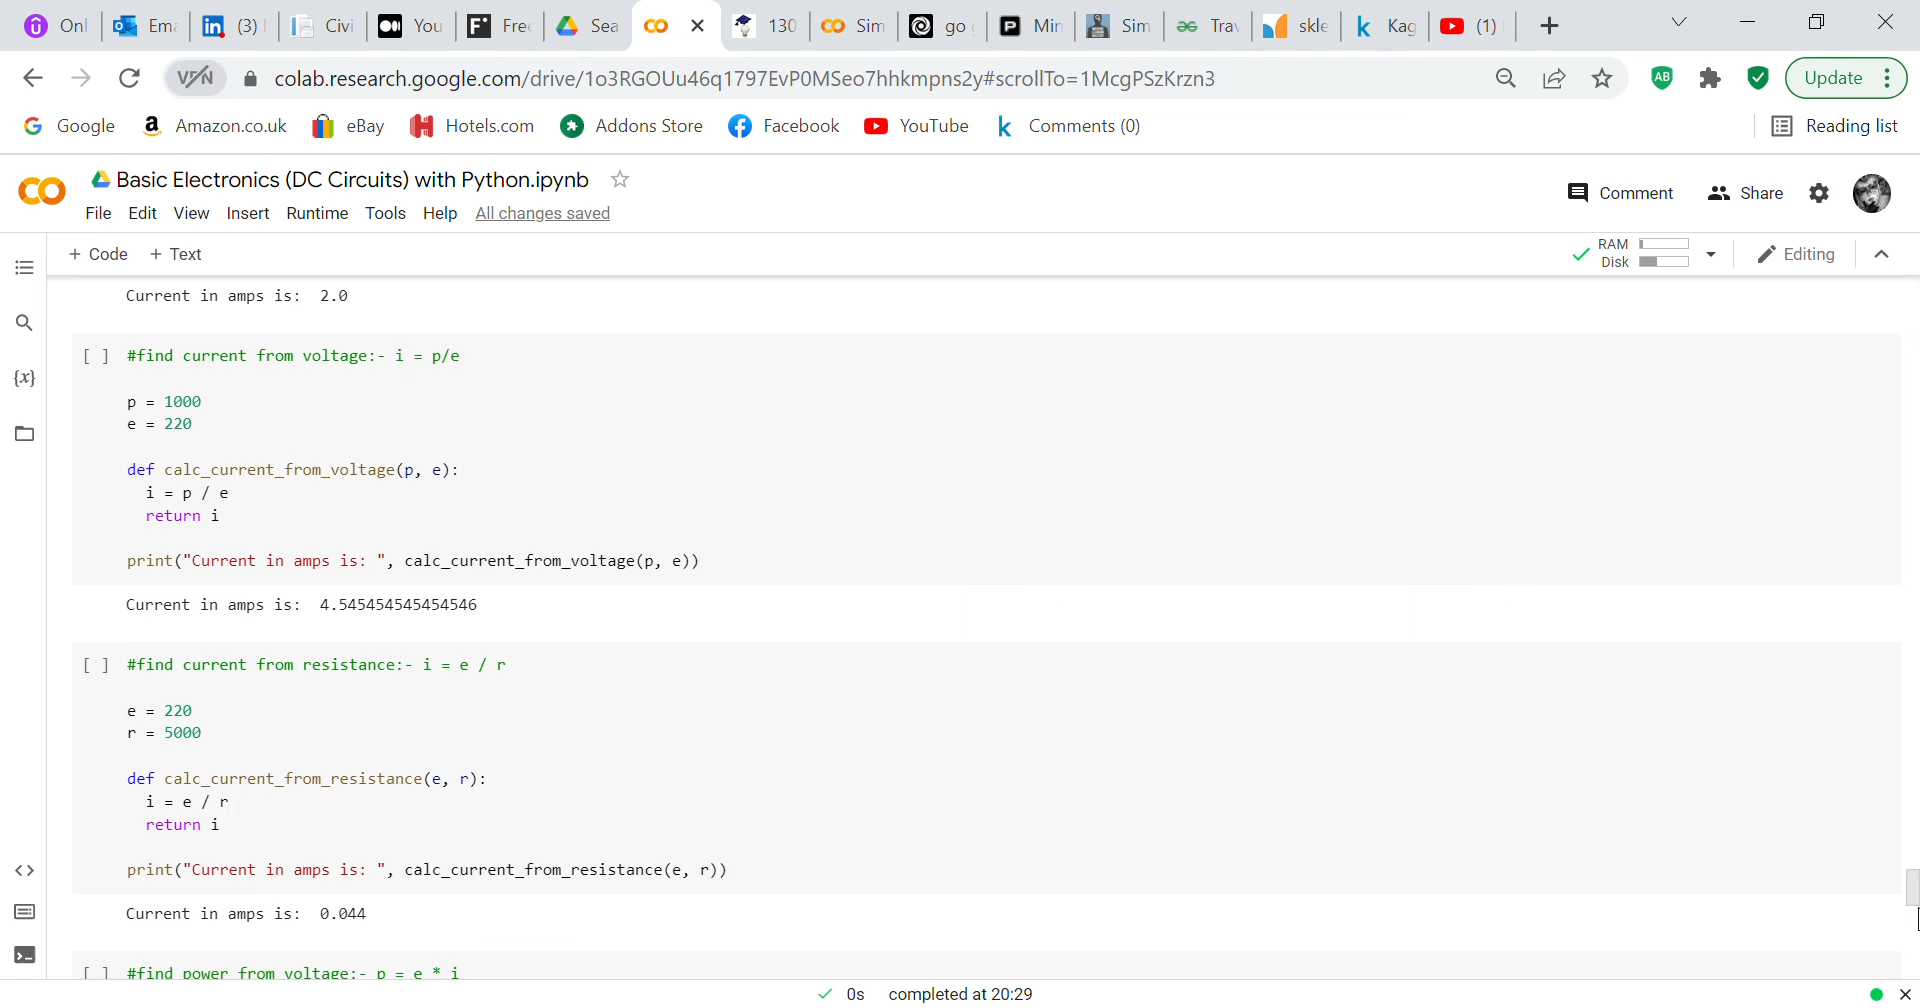 Onl
Ema
(3)
Civi
You
Free
Sea
130
Sim
go
Min
Sim
Trav
skle
Kag
(1)
VPN
colab.research.google.com/drive/1o3RGOUu46q1797EvP0MSeo7hhkmpns2y#scrollTo=1McgPSzKrzn3
AB
Update
Google
Amazon.co.uk
eBay
Hotels.com
Addons Store
Facebook
YouTube
Comments (0)
Reading list
Basic Electronics (DC Circuits) with Python.ipynb
File Edit View Insert Runtime Tools Help All changes saved
Comment
Share
+ Code + Text
RAM
Disk
Editing
Current in amps is:  2.0
[ ] #find current from voltage:- i = p/e
p = 1000
e = 220
def calc_current_from_voltage(p, e):
i = p / e
return i
print("Current in amps is: ", calc_current_from_voltage(p, e))
Current in amps is:  4.545454545454546
[ ] #find current from resistance:- i = e / r
e = 220
r = 5000
def calc_current_from_resistance(e, r):
i = e / r
return i
print("Current in amps is: ", calc_current_from_resistance(e, r))
Current in amps is:  0.044
[ ] #find power from voltage:- p = e * i
0s completed at 20:29